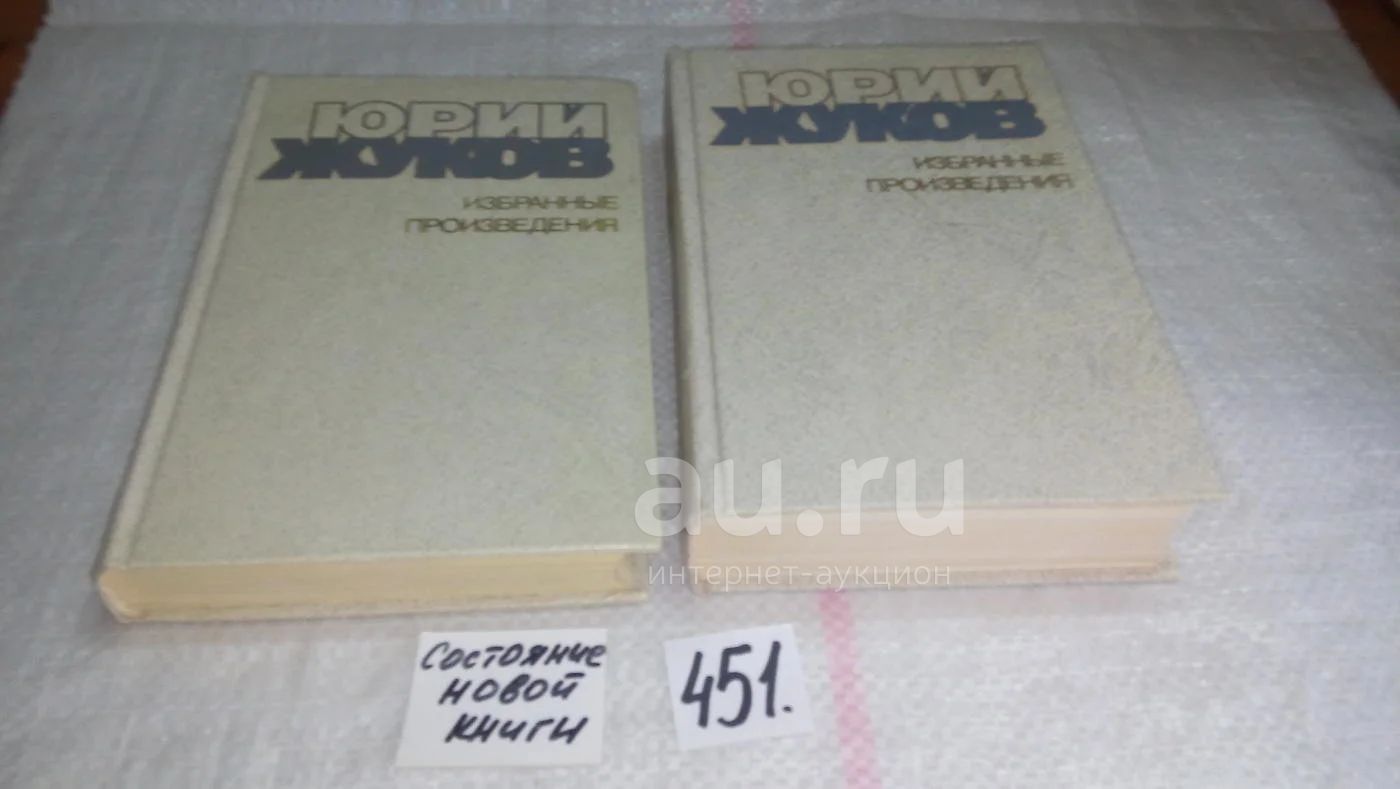 ЮРИЙ
ЖУКОВ
ИЗБРАННЫЕ
ПРОИЗВЕДЕНИЯ
ЮРИЙ
ЖУКОВ
ИЗБРАННЫЕ
ПРОИЗВЕДЕНИЯ
au.ru
интернет-аукцион
Состояние
новой
книги
451.